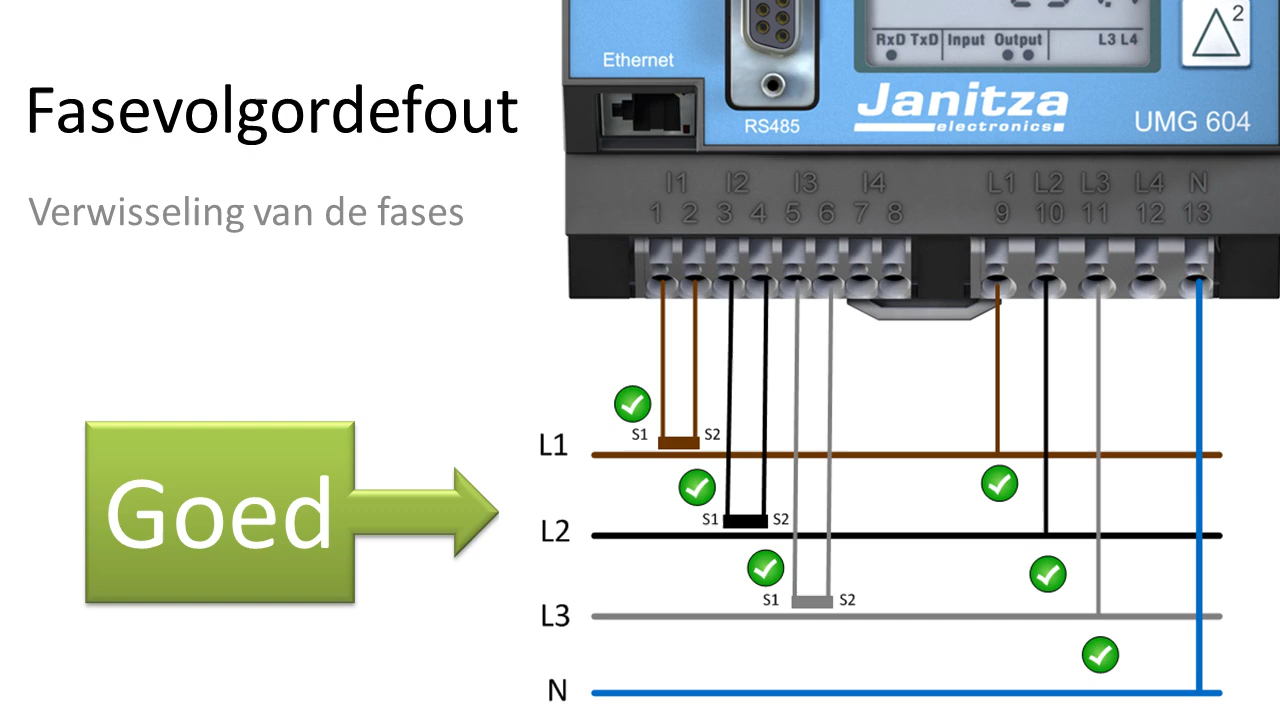 Fasevolgordefout
Verwisseling van de fases
Goed
RxD TxD Input Output L3 L4
2
Ethernet
RS485
Janitza
electronics
UMG 604
I1 I2 I3 I4 L1 L2 L3 L4 N
1 2 3 4 5 6 7 8 9 10 11 12 13
S1 S2
L1
S1 S2
L2
S1 S2
L3
N